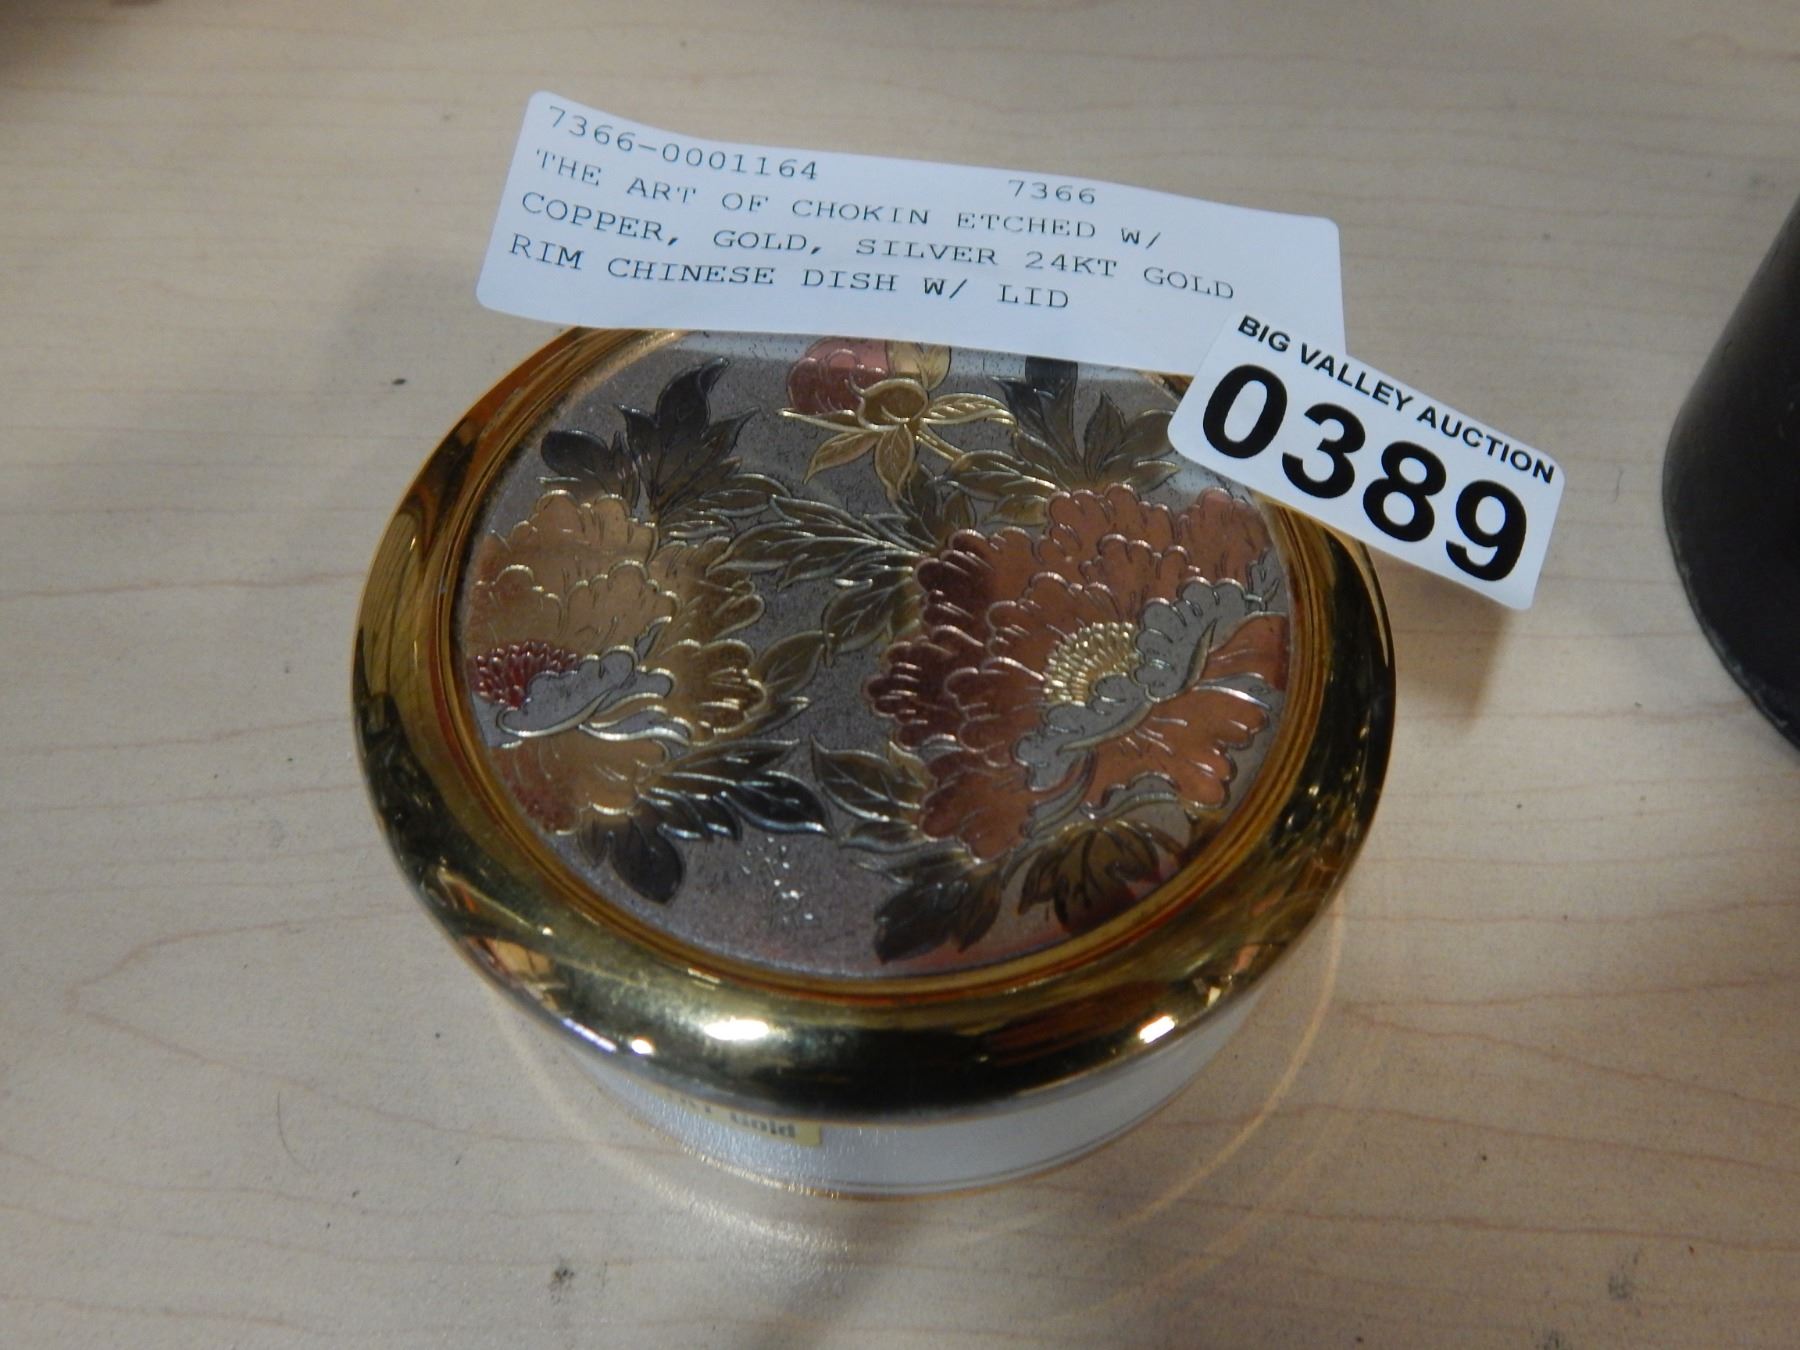 7366-0001164 7366
THE ART OF CHOKIN ETCHED W/
COPPER, GOLD, SILVER 24KT GOLD
RIM CHINESE DISH W/ LID
BIG VALLEY AUCTION
0389
Gold